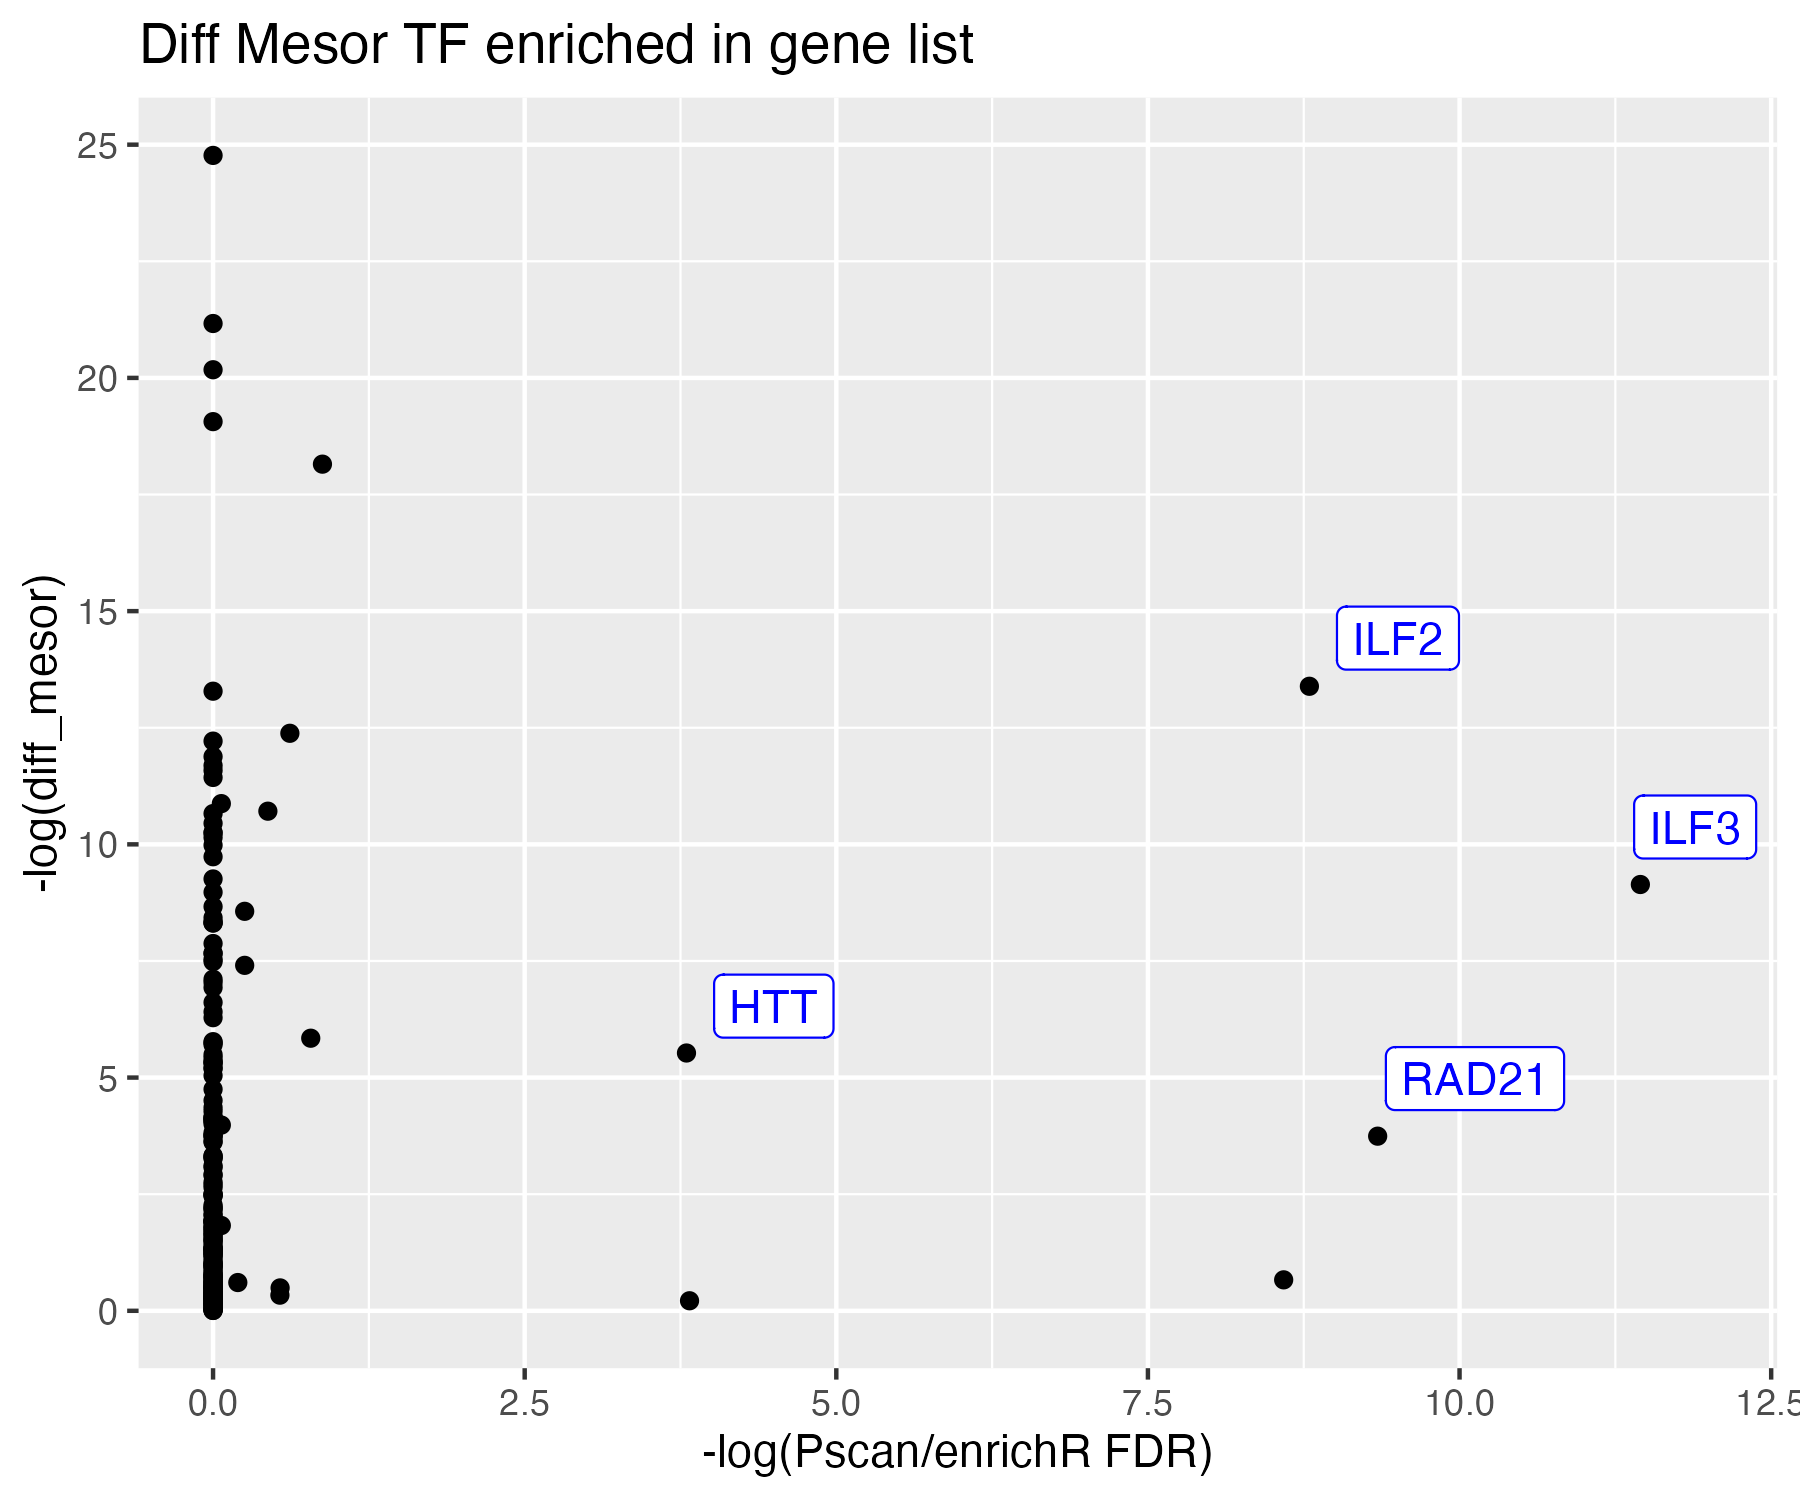 Diff Mesor TF enriched in gene list
25
20
15
10
5
0
-log(diff_mesor)
ILF2
ILF3
HTT
RAD21
0.0 2.5 5.0 7.5 10.0 12.5
-log(Pscan/enrichR FDR)